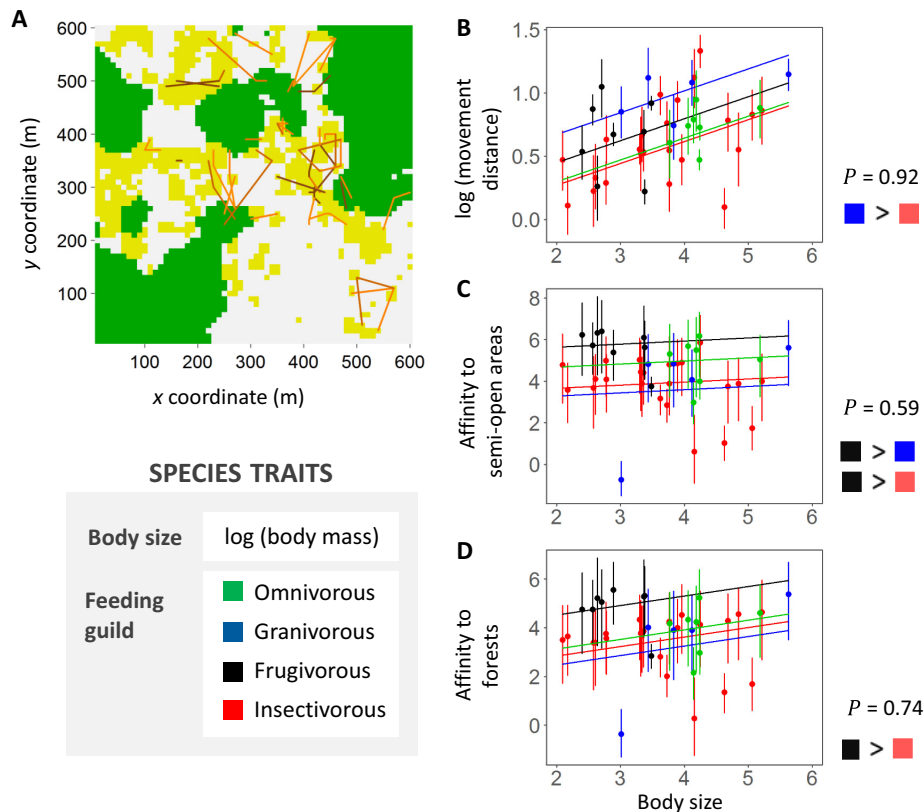 A
600
500
400
300
200
100
y coordinate (m)
100 200 300 400 500 600
x coordinate (m)
SPECIES TRAITS
Body size
log (body mass)
Feeding
guild
Omnivorous
Granivorous
Frugivorous
Insectivorous
B
log (movement
distance)
1.5
1.0
0.5
0.0
2 3 4 5 6
P = 0.92
>
C
Affinity to
semi-open areas
8
6
4
2
0
2 3 4 5 6
P = 0.59
>
>
D
Affinity to
forests
6
4
2
0
2 3 4 5 6
Body size
P = 0.74
>